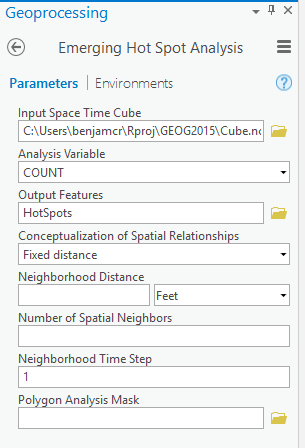 Geoprocessing
Emerging Hot Spot Analysis
Parameters | Environments
?
Input Space Time Cube
C:\Users\benjamcr\Rproj\GEOG2015\Cube.nc
Analysis Variable
COUNT
Output Features
HotSpots
Conceptualization of Spatial Relationships
Fixed distance
Neighborhood Distance
Feet
Number of Spatial Neighbors
Neighborhood Time Step
1
Polygon Analysis Mask